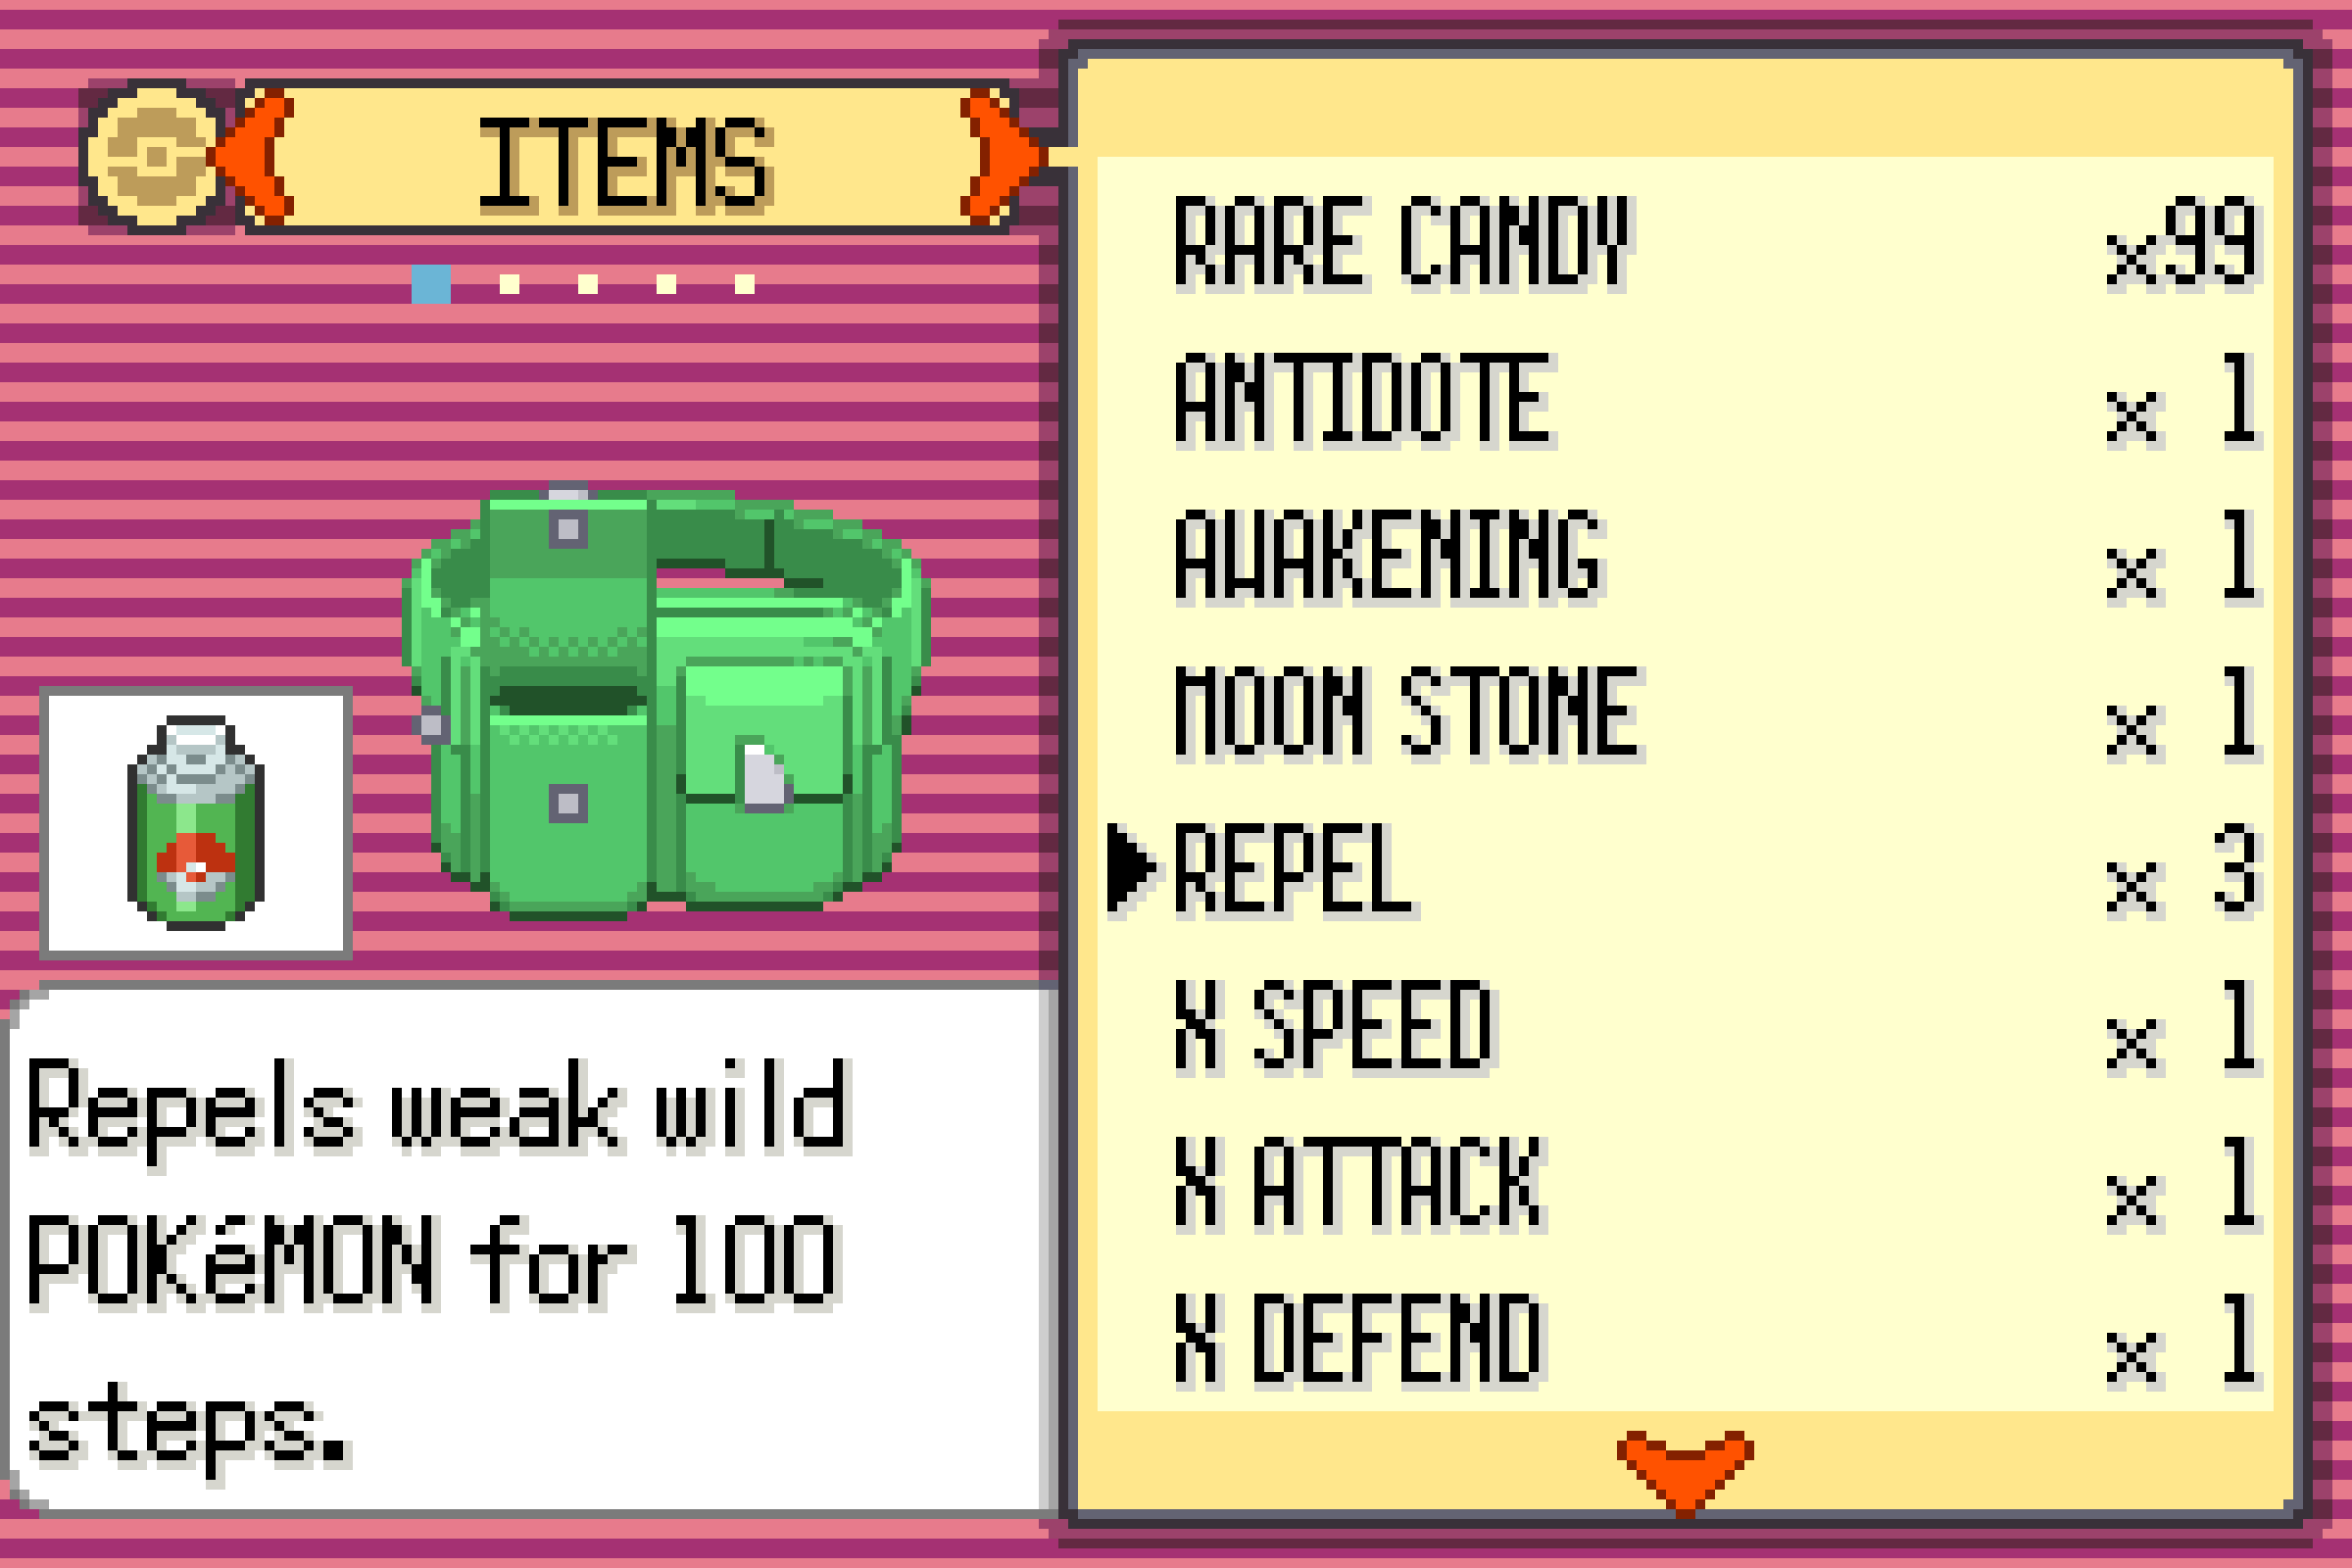 ITEMS
RARE CANDY ×99
ANTIDOTE × 1
AWAKENING × 1
MOON STONE × 1
REPEL × 3
X SPEED × 1
X ATTACK × 1
X DEFEND × 1
Repels weak wild
POKéMON for 100
steps.